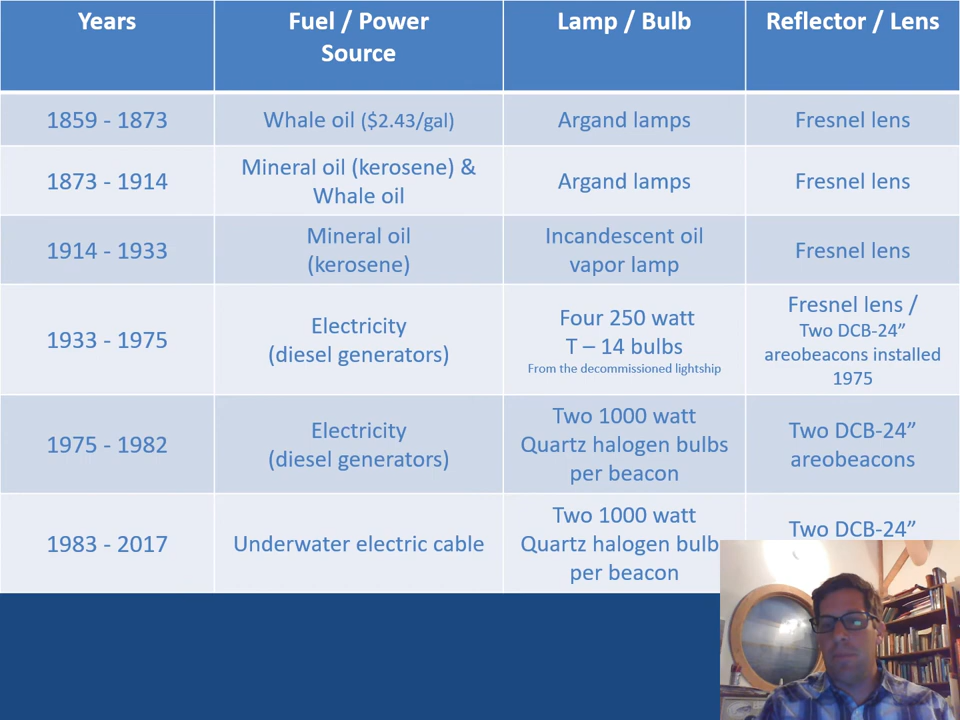 Years
Fuel / Power
Source
Lamp / Bulb
Reflector / Lens
1859 - 1873
Whale oil ($2.43/gal)
Argand lamps
Fresnel lens
1873 - 1914
Mineral oil (kerosene) &
Whale oil
Argand lamps
Fresnel lens
1914 - 1933
Mineral oil
(kerosene)
Incandescent oil
vapor lamp
Fresnel lens
1933 - 1975
Electricity
(diesel generators)
Four 250 watt
T – 14 bulbs
From the decommissioned lightship
Fresnel lens /
Two DCB-24”
areobeacons installed
1975
1975 - 1982
Electricity
(diesel generators)
Two 1000 watt
Quartz halogen bulbs
per beacon
Two DCB-24”
areobeacons
1983 - 2017
Underwater electric cable
Two 1000 watt
Quartz halogen bulb
per beacon
Two DCB-24”